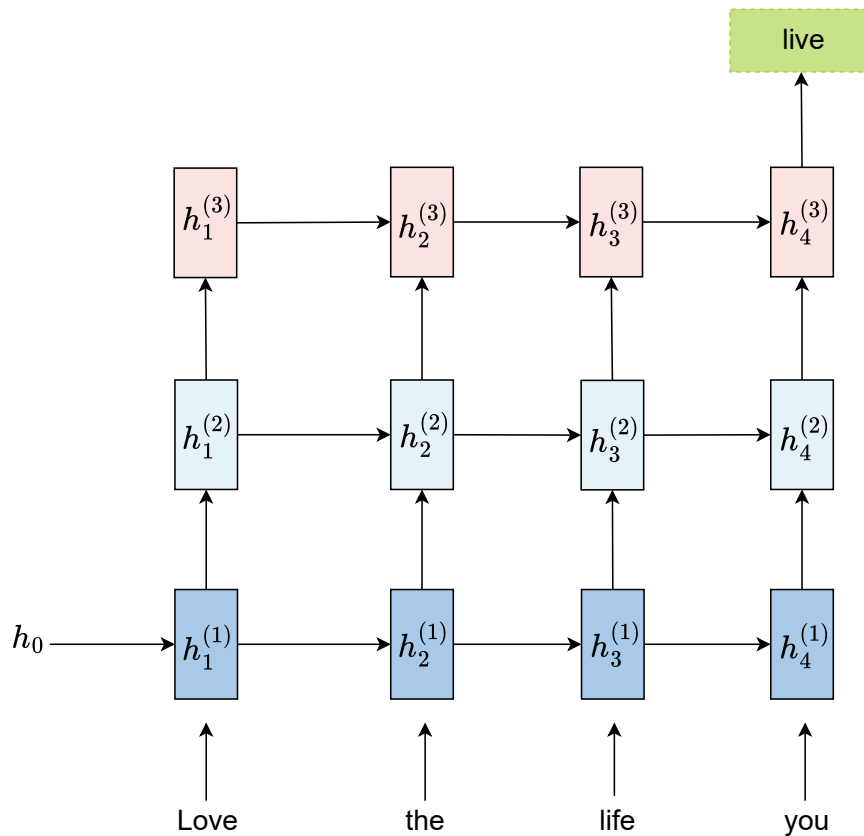 live
h_1^{(3)} h_2^{(3)} h_3^{(3)} h_4^{(3)}
h_1^{(2)} h_2^{(2)} h_3^{(2)} h_4^{(2)}
h_0 h_1^{(1)} h_2^{(1)} h_3^{(1)} h_4^{(1)}
Love the life you